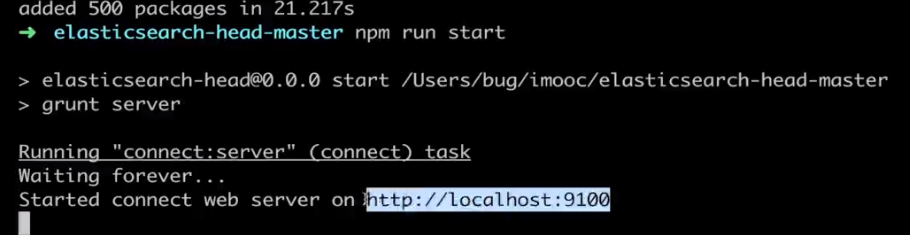 added 500 packages in 21.217s
➜ elasticsearch-head-master npm run start
> elasticsearch-head@0.0.0 start /Users/bug/imooc/elasticsearch-head-master
> grunt server
Running "connect:server" (connect) task
Waiting forever...
Started connect web server on http://localhost:9100